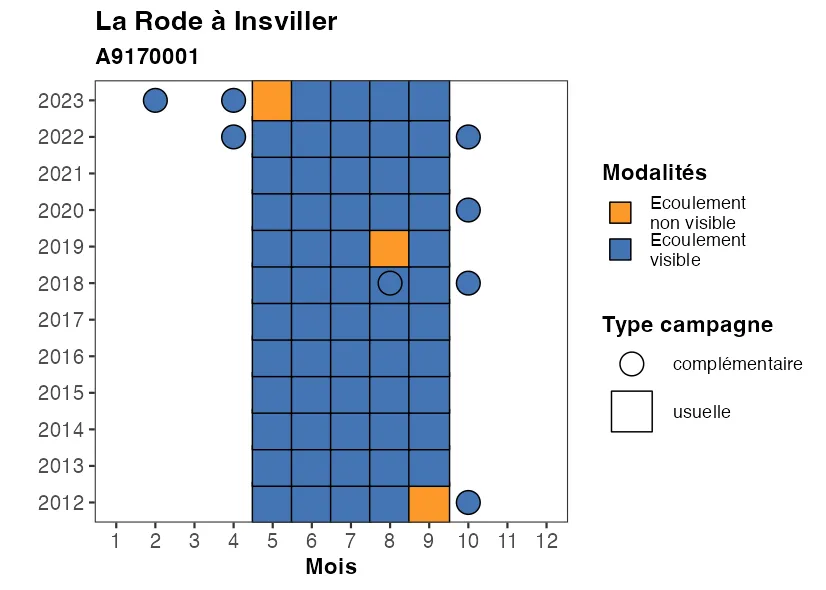 La Rode à Insviller
A9170001
2023
2022
2021
2020
2019
2018
2017
2016
2015
2014
2013
2012
1 2 3 4 5 6 7 8 9 10 11 12
Mois
Modalités
Ecoulement
non visible
Ecoulement
visible
Type campagne
complémentaire
usuelle